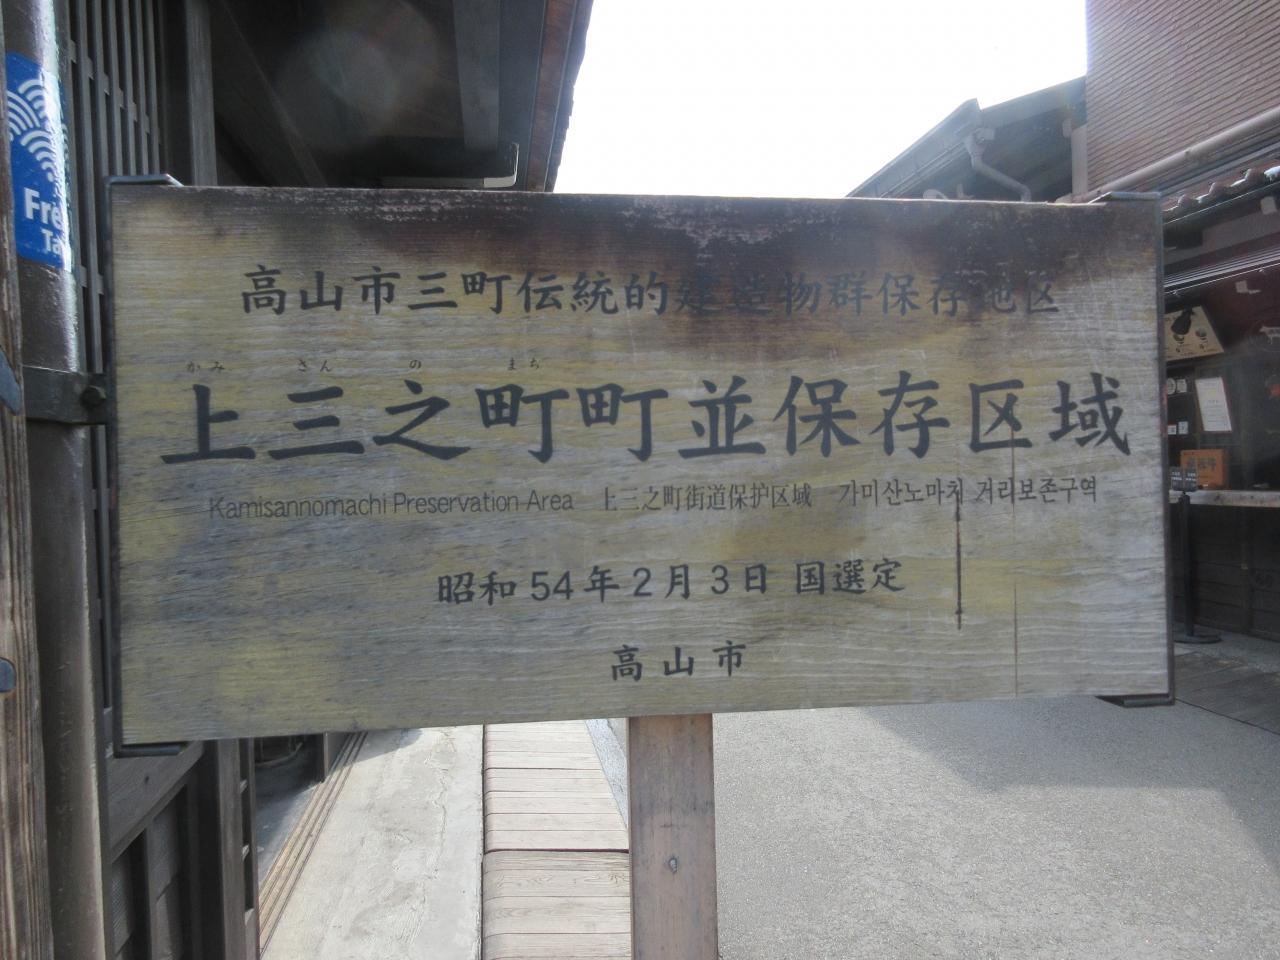 高山市三町伝統的建造物群保存地区
かみ さん の まち
上三之町町並保存区域
Kamisannomachi Preservation Area 上三之町街道保护区域 가미산노마치 거리보존구역
昭和54年2月3日 国選定
高山市